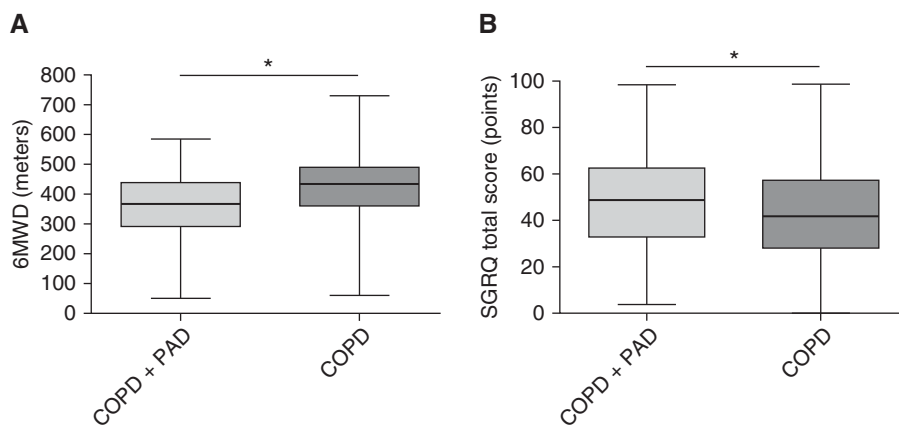 A
*
800
700
600
500
400
300
200
100
0
6MWD (meters)
COPD + PAD
COPD
B
*
100
80
60
40
20
0
SGRQ total score (points)
COPD + PAD
COPD